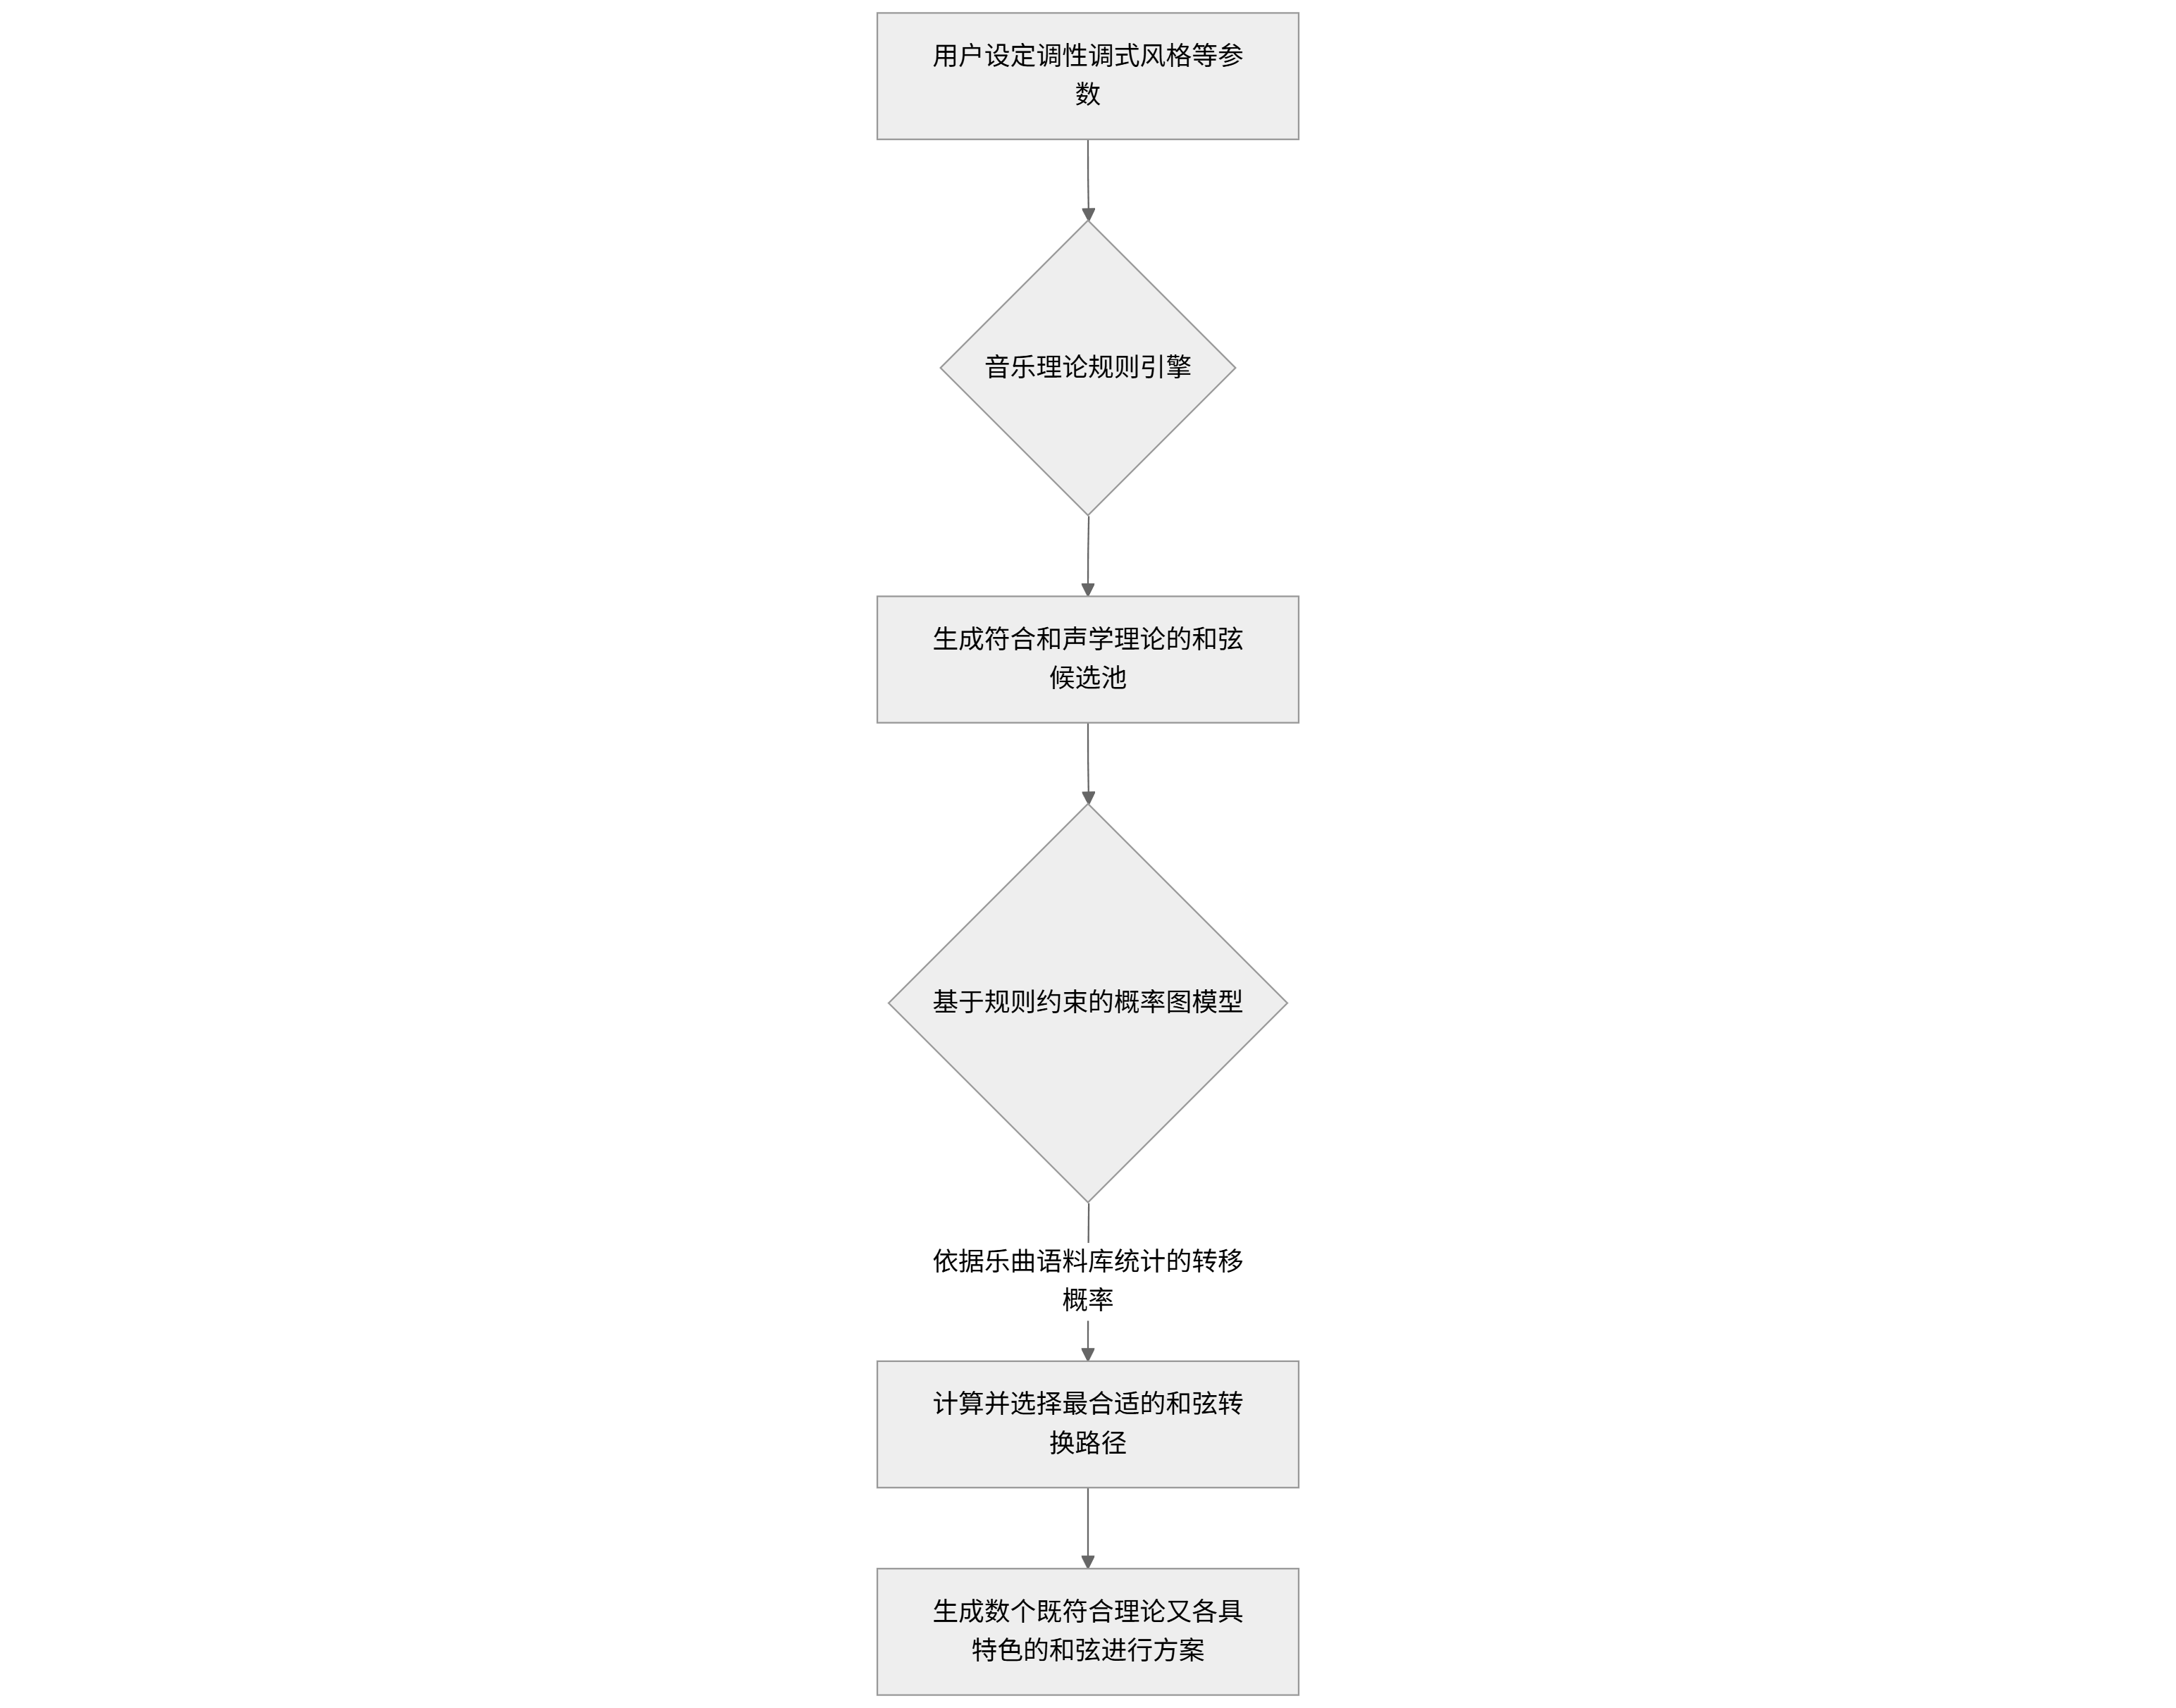 用户设定调性调式风格等参
数
音乐理论规则引擎
生成符合和声学理论的和弦
候选池
基于规则约束的概率图模型
依据乐曲语料库统计的转移
概率
计算并选择最合适的和弦转
换路径
生成数个既符合理论又各具
特色的和弦进行方案